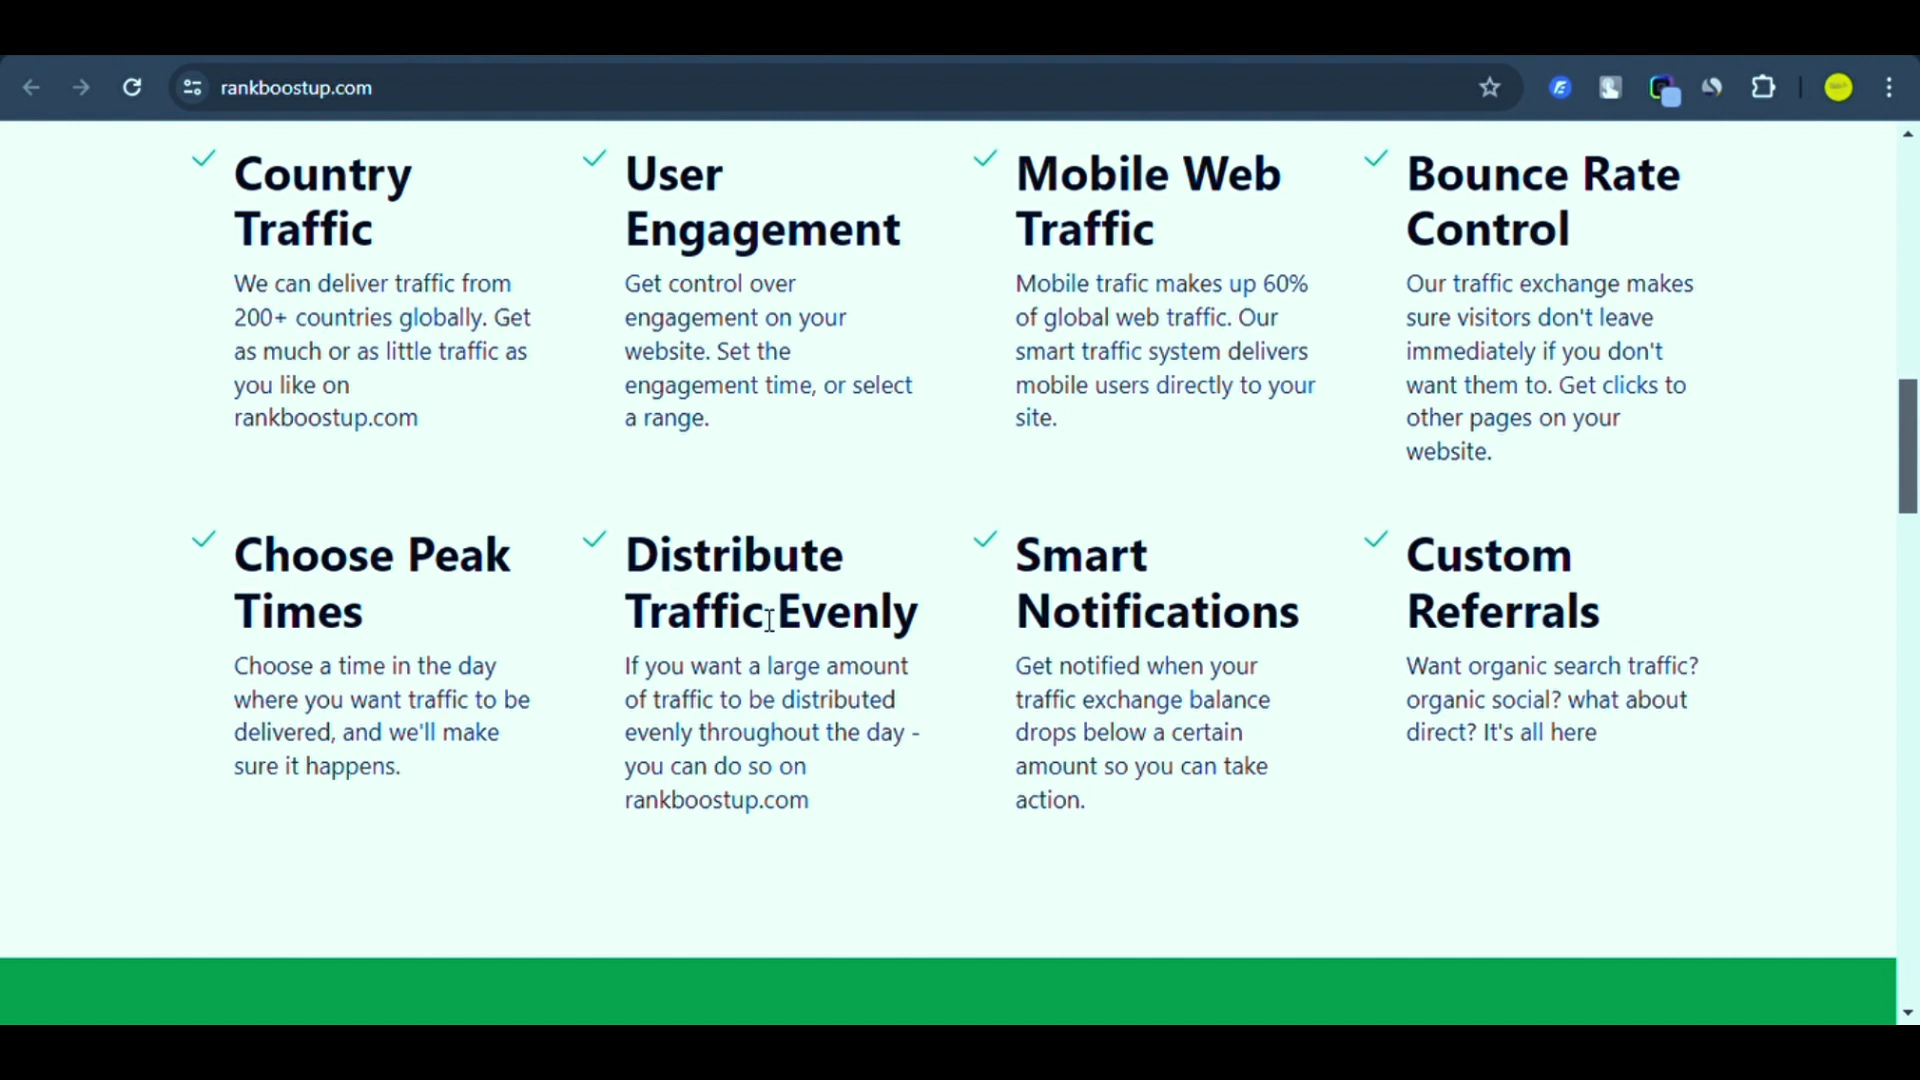 rankboostup.com
Country
Traffic
We can deliver traffic from
200+ countries globally. Get
as much or as little traffic as
you like on
rankboostup.com
User
Engagement
Get control over
engagement on your
website. Set the
engagement time, or select
a range.
Mobile Web
Traffic
Mobile trafic makes up 60%
of global web traffic. Our
smart traffic system delivers
mobile users directly to your
site.
Bounce Rate
Control
Our traffic exchange makes
sure visitors don't leave
immediately if you don't
want them to. Get clicks to
other pages on your
website.
Choose Peak
Times
Choose a time in the day
where you want traffic to be
delivered, and we'll make
sure it happens.
Distribute
Traffic Evenly
If you want a large amount
of traffic to be distributed
evenly throughout the day -
you can do so on
rankboostup.com
Smart
Notifications
Get notified when your
traffic exchange balance
drops below a certain
amount so you can take
action.
Custom
Referrals
Want organic search traffic?
organic social? what about
direct? It's all here